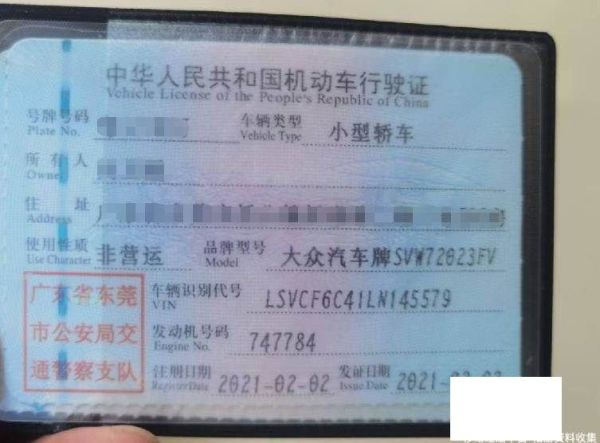 中华人民共和国机动车行驶证
Vehicle License of the People's Republic of China
号牌号码 车辆类型 小型轿车
Plate No. Vehicle Type
所有人
Owner
住址
Address
使用性质 非营运 品牌型号 大众汽车牌SVW72023FV
Use Character Model
广东省东莞
市公安局交
通警察支队
车辆识别代号 LSVCF6C41LN145579
VIN
发动机号码 747784
Engine No.
注册日期 2021-02-02 发证日期 2021-02-02
Register Date Issue Date
资料收集